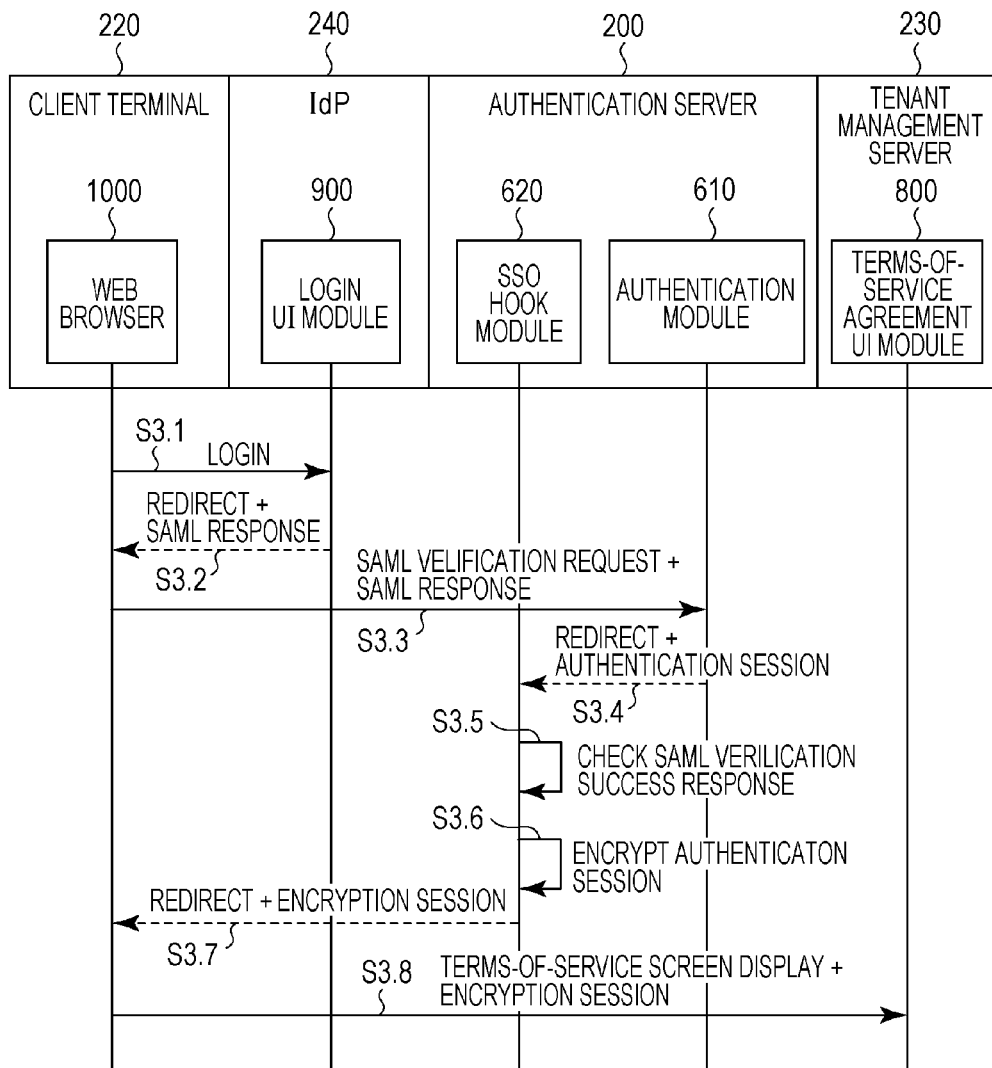 220
240
200
230
CLIENT TERMINAL
IdP
AUTHENTICATION SERVER
TENANT
MANAGEMENT
SERVER
1000
900
620
610
800
WEB
BROWSER
LOGIN
UI MODULE
SSO
HOOK
MODULE
AUTHENTICATION
MODULE
TERMS-OF-
SERVICE
AGREEMENT
UI MODULE
S3.1
LOGIN
REDIRECT +
SAML RESPONSE
S3.2
SAML VELIFICATION REQUEST +
SAML RESPONSE
S3.3
REDIRECT +
AUTHENTICATION SESSION
S3.4
S3.5
CHECK SAML VERILICATION
SUCCESS RESPONSE
S3.6
ENCRYPT AUTHENTICATON
SESSION
REDIRECT + ENCRYPTION SESSION
S3.7
S3.8
TERMS-OF-SERVICE SCREEN DISPLAY +
ENCRYPTION SESSION